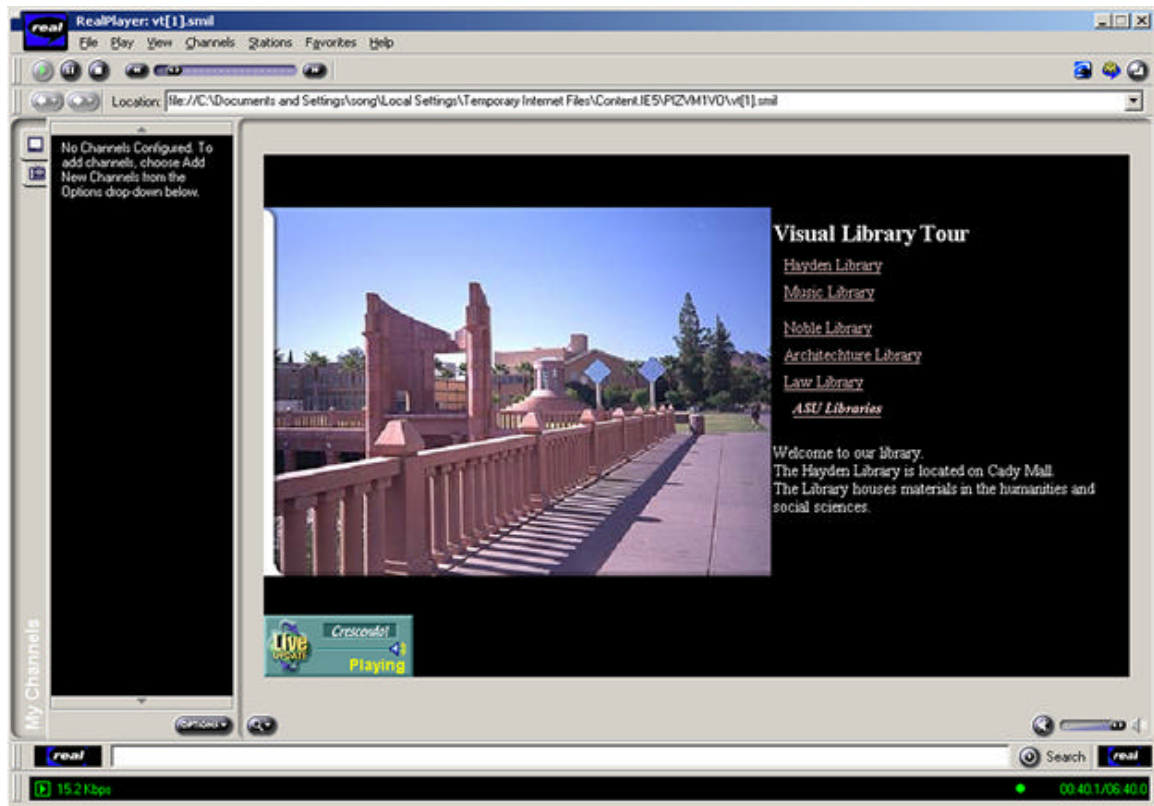 real RealPlayer: vt[1].smil
File Play View Channels Stations Favorites Help
Location: file://C:\Documents and Settings\song\Local Settings\Temporary Internet Files\Content.IE5\PIZVM1VO\vt[1].smil
No Channels Configured. To
add channels, choose Add
New Channels from the
Options drop-down below.
My Channels
OPTIONS
Visual Library Tour
Hayden Library
Music Library
Noble Library
Architechture Library
Law Library
ASU Libraries
Welcome to our library.
The Hayden Library is located on Cady Mall.
The Library houses materials in the humanities and
social sciences.
Live
UPDATE
Crescendo!
Playing
real Search real
15.2 Kbps 00:40.1/06:40.0